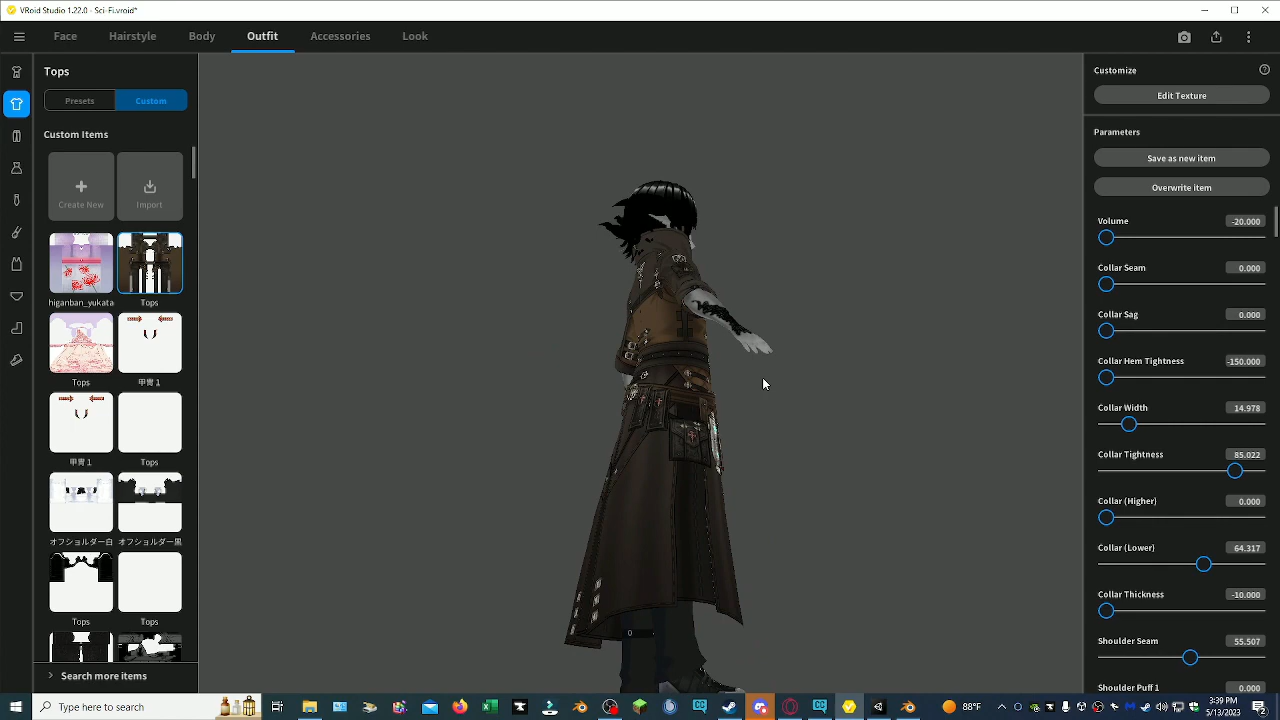 VRoid Studio 1.22.0 - Sci-Fi.vroid*
Face Hairstyle Body Outfit Accessories Look
Tops
Presets Custom
Custom Items
Create New Import
higanban_yukata Tops
Tops 甲冑1
甲冑1 Tops
オフショルダー白 オフショルダー黒
Tops Tops
Search more items
0
Customize
Edit Texture
Parameters
Save as new item
Overwrite item
Volume -20.000
Collar Seam 0.000
Collar Sag 0.000
Collar Hem Tightness -150.000
Collar Width 14.978
Collar Tightness 85.022
Collar (Higher) 0.000
Collar (Lower) 64.317
Collar Thickness -10.000
Shoulder Seam 55.507
Shoulder Puff 1 0.000
Type here to search
88°F
3:39 PM
5/13/2023